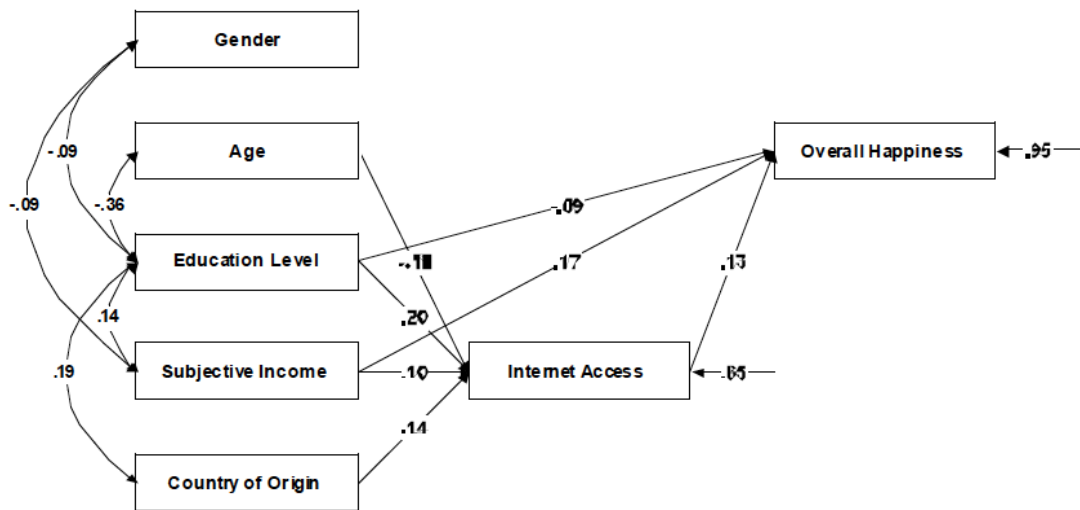 Gender
Age
Overall Happiness
.95
-.09
-.09
-.36
-.09
Education Level
.17
.13
.14
.20
.19
Subjective Income
.10
Internet Access
.14
Country of Origin